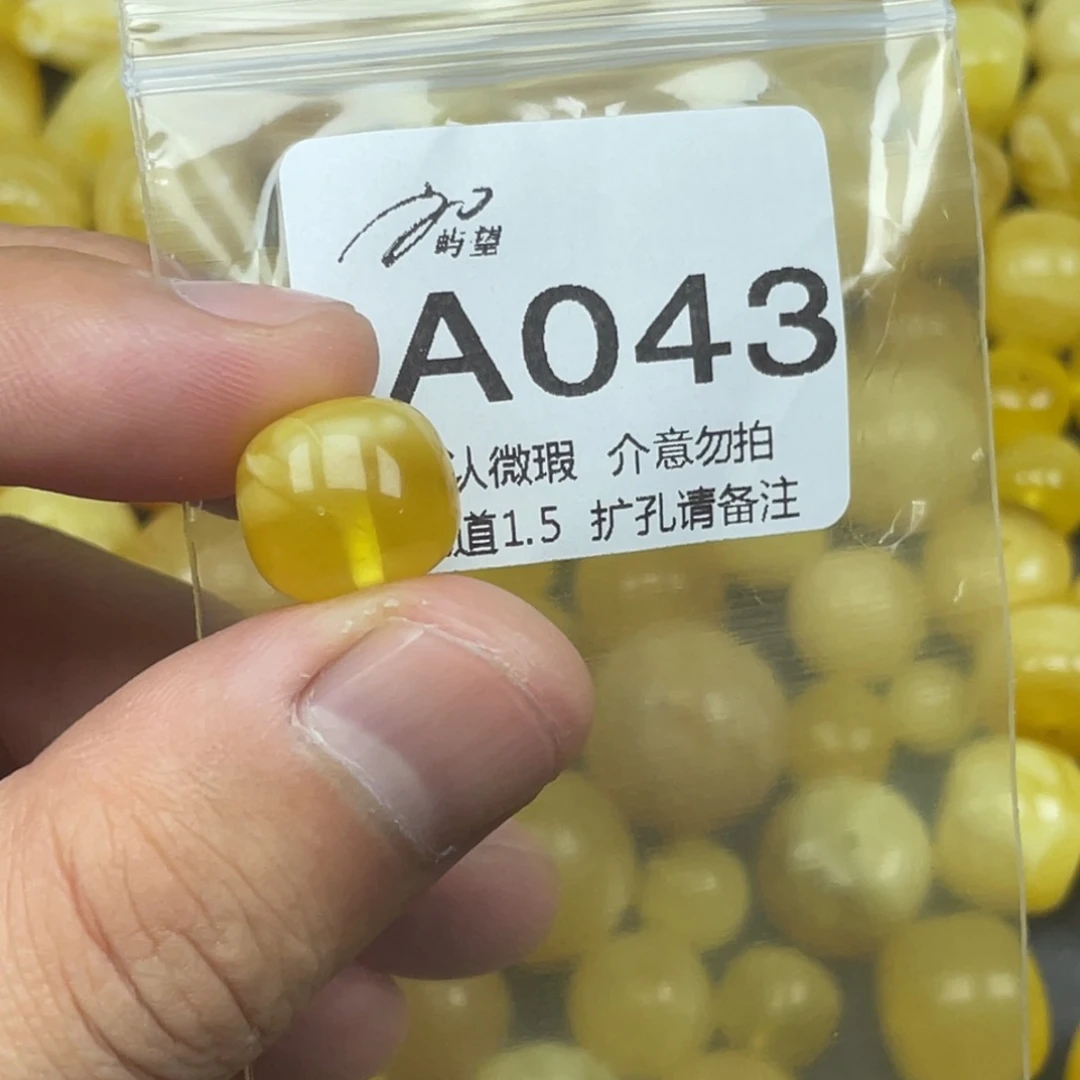 屿望
A043
认微瑕 介意勿拍
道1.5 扩孔请备注